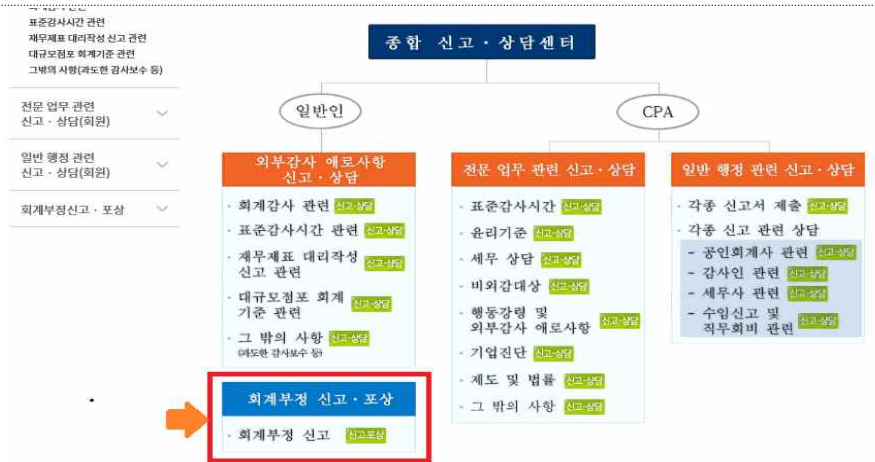 표준감사시간 관련
재무제표 대리작성 신고 관련
대규모점포 회계기준 관련
그밖의 사항(과도한 감사보수 등)
전문 업무 관련
신고 · 상담(회원)
일반 행정 관련
신고 · 상담(회원)
회계부정신고 · 포상
종합 신고 · 상담센터
일반인
CPA
외부감사 애로사항
신고 · 상담
· 회계감사 관련 신고·상담
· 표준감사시간 관련 신고·상담
· 재무제표 대리작성
신고 관련 신고·상담
· 대규모점포 회계
기준 관련 신고·상담
· 그 밖의 사항 신고·상담
(과도한 감사보수 등)
회계부정 신고 · 포상
· 회계부정 신고 신고·포상
전문 업무 관련 신고 · 상담
· 표준감사시간 신고·상담
· 윤리기준 신고·상담
· 세무 상담 신고·상담
· 비외감대상 신고·상담
· 행동강령 및
외부감사 애로사항 신고·상담
· 기업진단 신고·상담
· 제도 및 법률 신고·상담
· 그 밖의 사항 신고·상담
일반 행정 관련 신고 · 상담
· 각종 신고서 제출 신고·상담
· 각종 신고 관련 상담
- 공인회계사 관련 신고·상담
- 감사인 관련 신고·상담
- 세무사 관련 신고·상담
- 수임신고 및
직무회비 관련 신고·상담